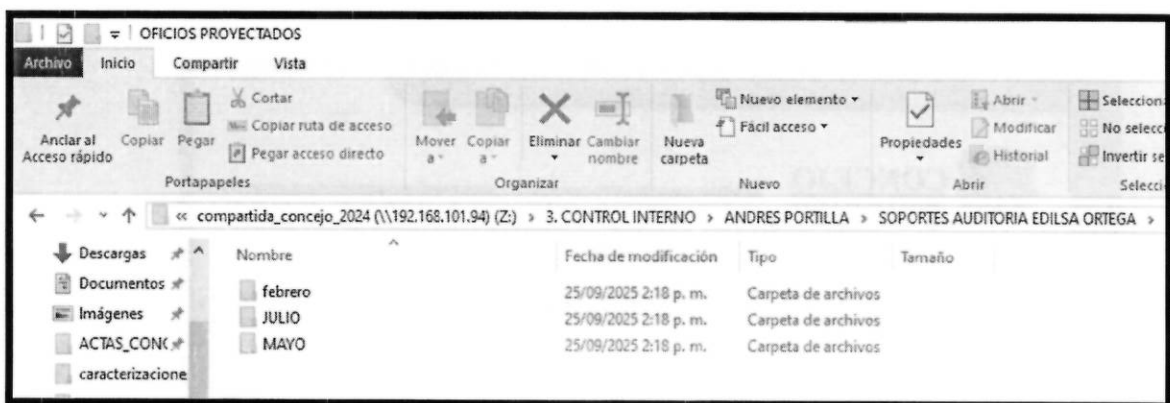 OFICIOS PROYECTADOS
Archivo Inicio Compartir Vista
Anclar al Acceso rápido
Copiar
Pegar
Cortar
Copiar ruta de acceso
Pegar acceso directo
Portapapeles
Mover a
Copiar a
Eliminar
Cambiar nombre
Organizar
Nueva carpeta
Nuevo elemento
Fácil acceso
Nuevo
Propiedades
Abrir
Modificar
Historial
Abrir
Seleccion
No selecci
Invertir se
Selecci
« compartida_concejo_2024 (\\192.168.101.94) (Z:) > 3. CONTROL INTERNO > ANDRES PORTILLA > SOPORTES AUDITORIA EDILSA ORTEGA >
Descargas
Documentos
Imágenes
ACTAS_CON
caracterizacione
Nombre Fecha de modificación Tipo Tamaño
febrero 25/09/2025 2:18 p. m. Carpeta de archivos
JULIO 25/09/2025 2:18 p. m. Carpeta de archivos
MAYO 25/09/2025 2:18 p. m. Carpeta de archivos